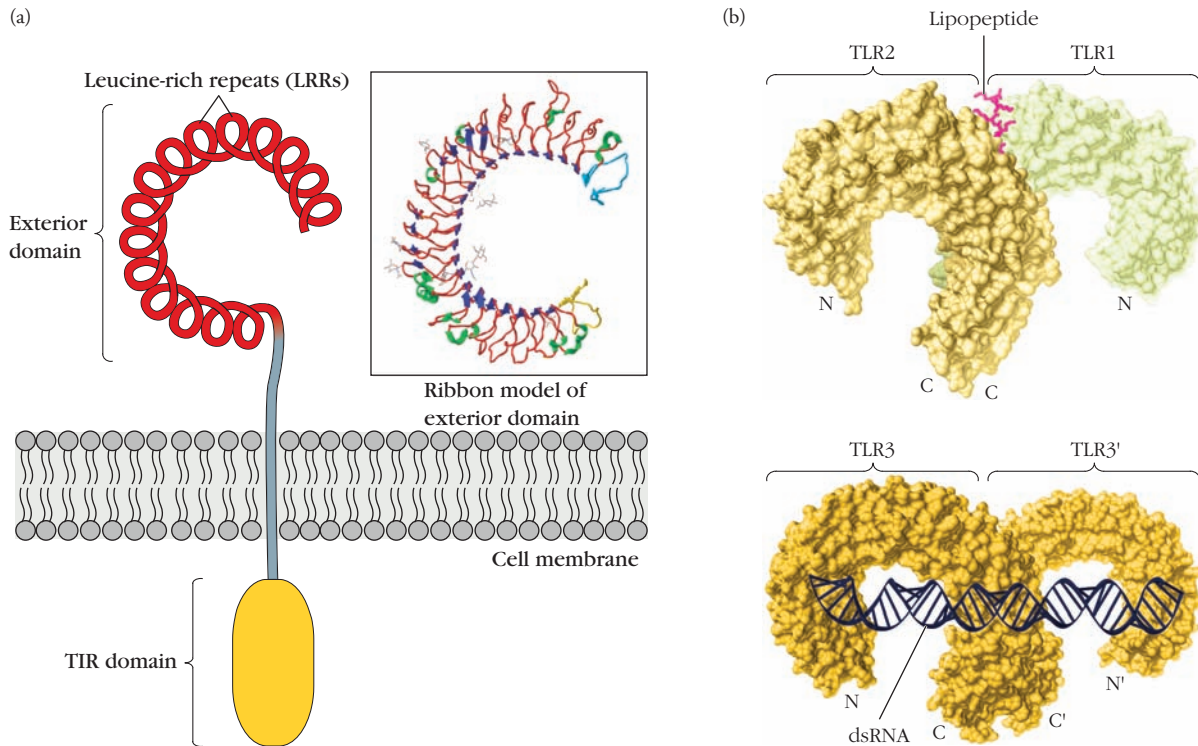 (a)
Leucine-rich repeats (LRRs)
Exterior
domain
Ribbon model of
exterior domain
Cell membrane
TIR domain
(b)
Lipopeptide
TLR2
TLR1
N
N
C
C
TLR3
TLR3'
N
N'
C
C'
dsRNA